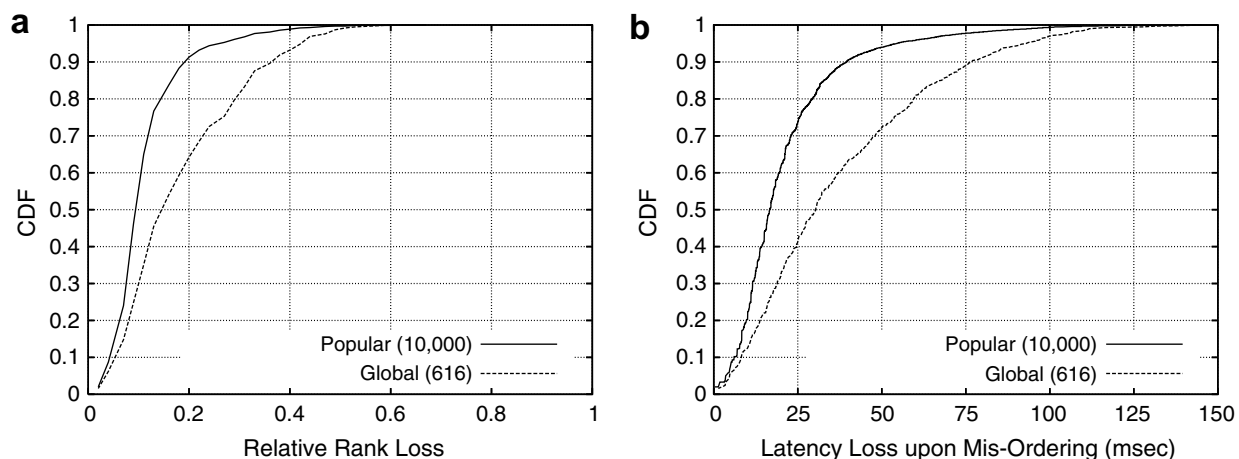 a
1
0.9
0.8
0.7
0.6
0.5
0.4
0.3
0.2
0.1
0
CDF
Popular (10,000)
Global (616)
0 0.2 0.4 0.6 0.8 1
Relative Rank Loss
b
1
0.9
0.8
0.7
0.6
0.5
0.4
0.3
0.2
0.1
0
CDF
Popular (10,000)
Global (616)
0 25 50 75 100 125 150
Latency Loss upon Mis-Ordering (msec)